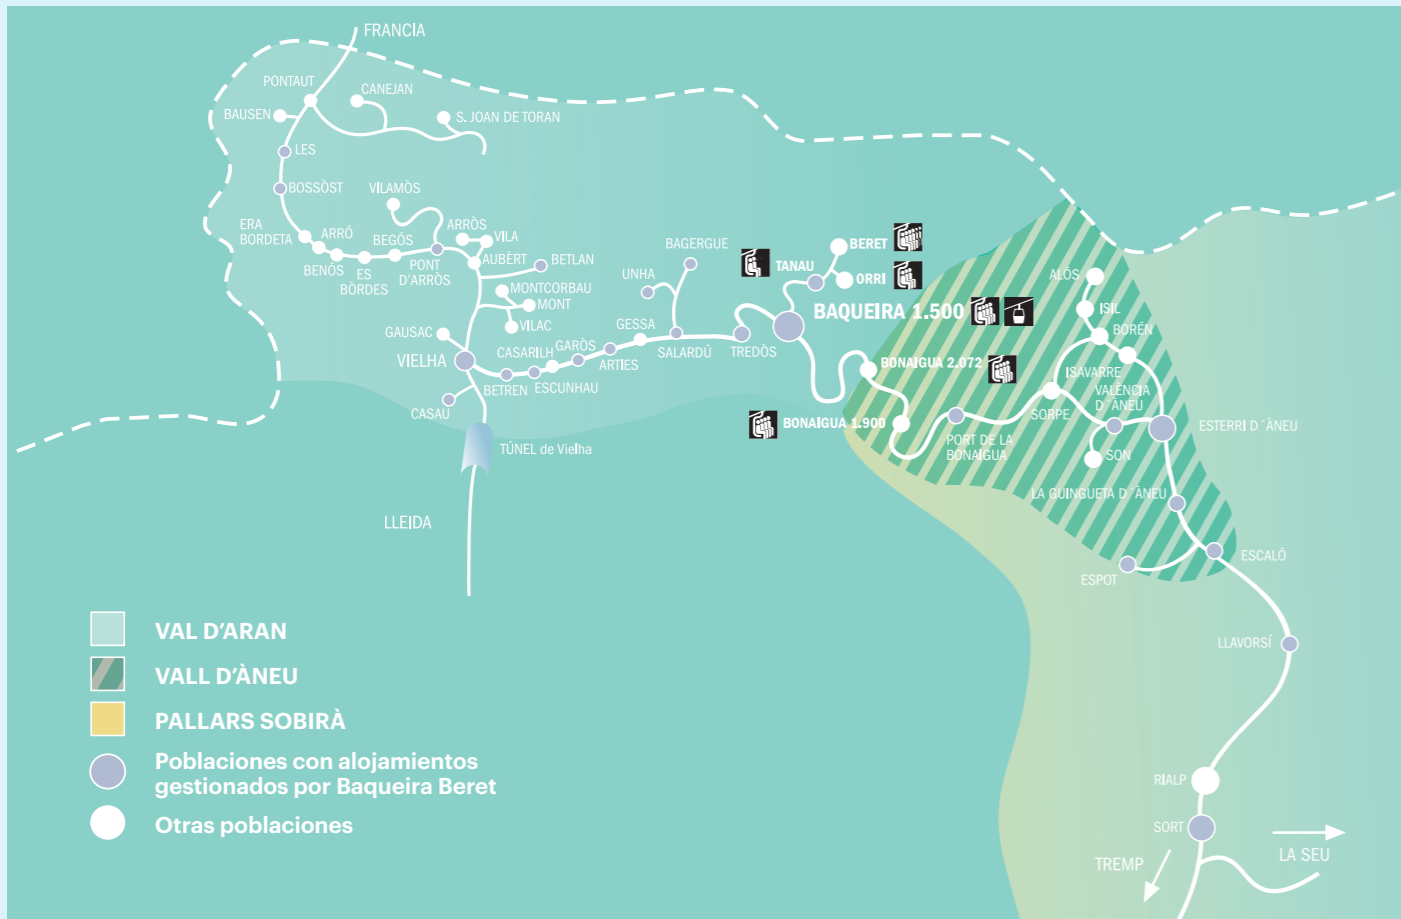 FRANCIA
PONTAUT
CANEJAN
BAUSEN
S. JOAN DE TORAN
LES
BOSSÒST
VILAMÒS
ERA
BORDETA
ARRÒ
BEGÓS
ARRÒS
VILA
BENÓS
ES
BÒRDES
PONT
D'ARRÒS
AUBÈRT
BETLAN
MONTCORBAU
MONT
VILAC
GAUSAC
VIELHA
CASARILH
GARÒS
GESSA
UNHA
BAGERGUE
BETREN
ESCUNHAU
ARTIES
SALARDÚ
TREDÒS
CASAU
TÚNEL de Vielha
LLEIDA
TANAU
BERET
ORRI
BAQUEIRA 1.500
BONAIGUA 2.072
BONAIGUA 1.900
PORT DE LA
BONAIGUA
ALÓS
ISIL
BORÉN
ISAVARRE
SORPE
VALÈNCIA
D´ÀNEU
SON
ESTERRI D´ÀNEU
LA GUINGUETA D´ÀNEU
ESCALÓ
ESPOT
LLAVORSÍ
RIALP
SORT
TREMP
LA SEU
VAL D'ARAN
VALL D'ÀNEU
PALLARS SOBIRÀ
Poblaciones con alojamientos
gestionados por Baqueira Beret
Otras poblaciones